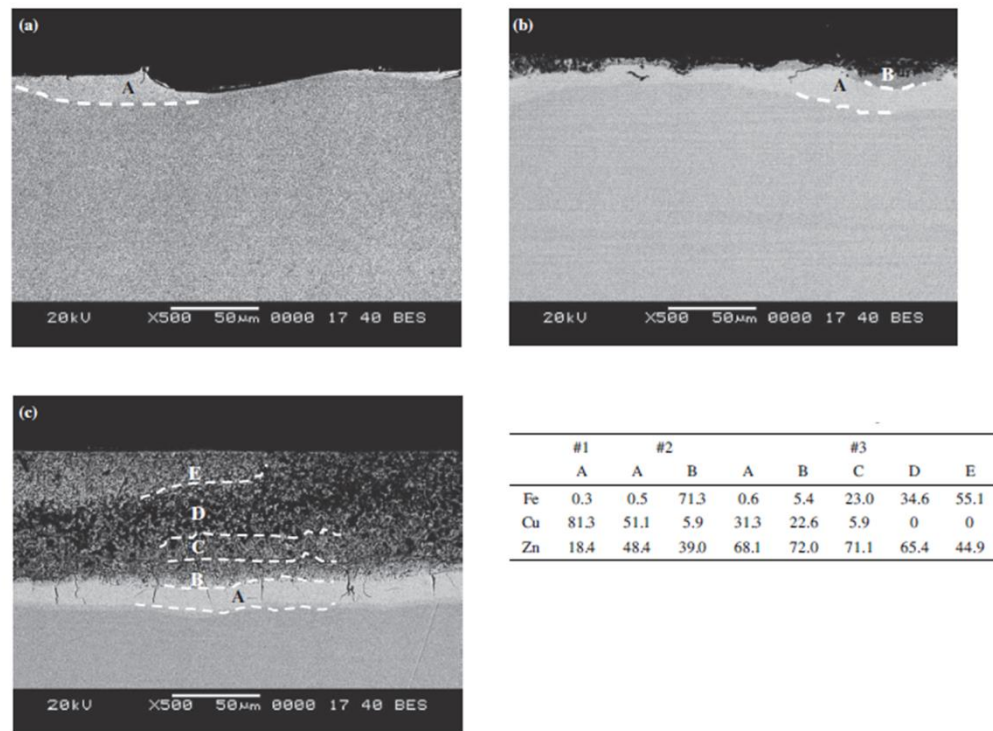 (a)
A
20kV X500 50μm 0000 17 40 BES
(b)
A B
20kV X500 50μm 0000 17 40 BES
(c)
E
D
C
B
A
20kV X500 50μm 0000 17 40 BES
#1 #2 #3
A A B A B C D E
Fe 0.3 0.5 71.3 0.6 5.4 23.0 34.6 55.1
Cu 81.3 51.1 5.9 31.3 22.6 5.9 0 0
Zn 18.4 48.4 39.0 68.1 72.0 71.1 65.4 44.9